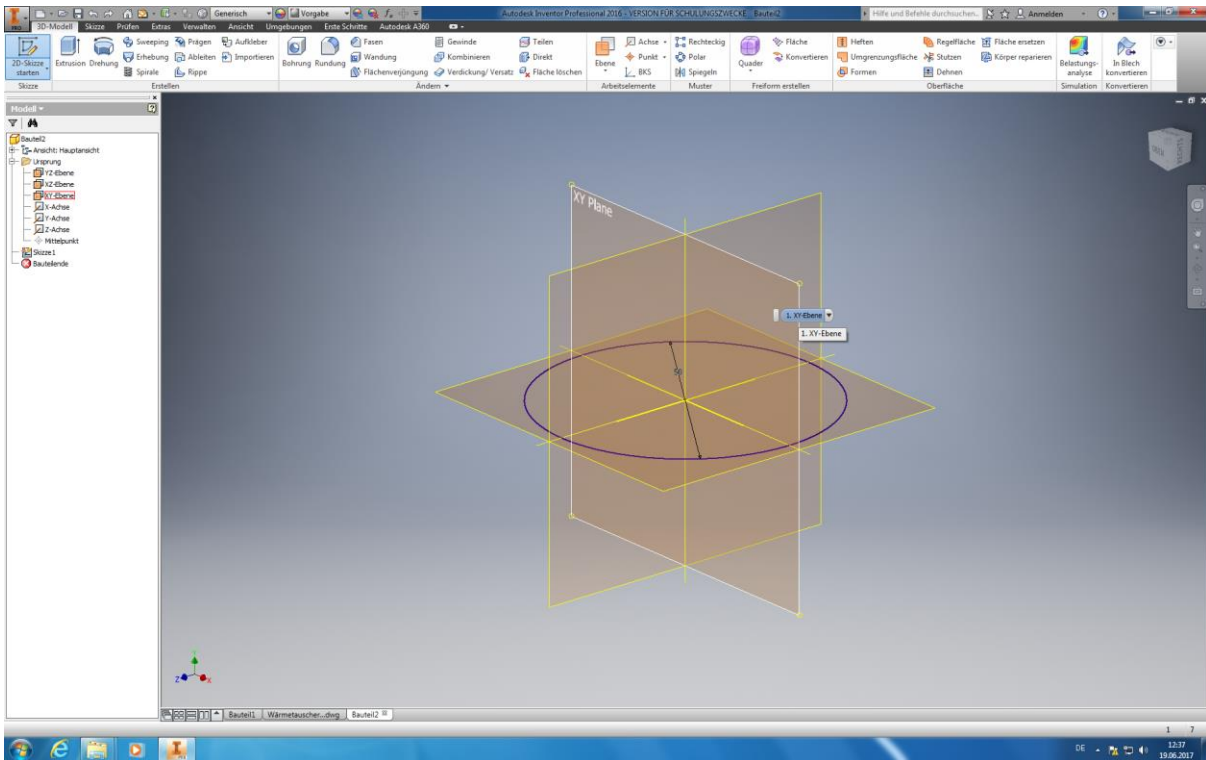 Generisch Vorgabe Autodesk Inventor Professional 2016 - VERSION FÜR SCHULUNGSZWECKE Bauteil2 Hilfe und Befehle durchsuchen... Anmelden
3D-Modell Skizze Prüfen Extras Verwalten Ansicht Umgebungen Erste Schritte Autodesk A360
2D-Skizze starten
Extrusion Drehung
Sweeping Prägen Aufkleber
Erhebung Ableiten Importieren
Spirale Rippe
Bohrung Rundung
Fasen Gewinde Teilen
Wandung Kombinieren Direkt
Flächenverjüngung Verdickung/ Versatz Fläche löschen
Ebene
Achse
Punkt
BKS
Rechteckig
Polar
Spiegeln
Quader
Fläche
Konvertieren
Heften Regelfläche Fläche ersetzen
Umgrenzungsfläche Stutzen Körper reparieren
Formen Dehnen
Belastungs-
analyse
In Blech
konvertieren
Skizze Erstellen Ändern Arbeitselemente Muster Freiform erstellen Oberfläche Simulation Konvertieren
Modell
Bauteil2
Ansicht: Hauptansicht
Ursprung
YZ-Ebene
XZ-Ebene
XY-Ebene
X-Achse
Y-Achse
Z-Achse
Mittelpunkt
Skizze1
Bauteilende
XY Plane
1. XY-Ebene
1. XY-Ebene
50
Y
Z X
Bauteil1 Wärmetauscher...dwg Bauteil2
1 7
DE 12:37
19.06.2017